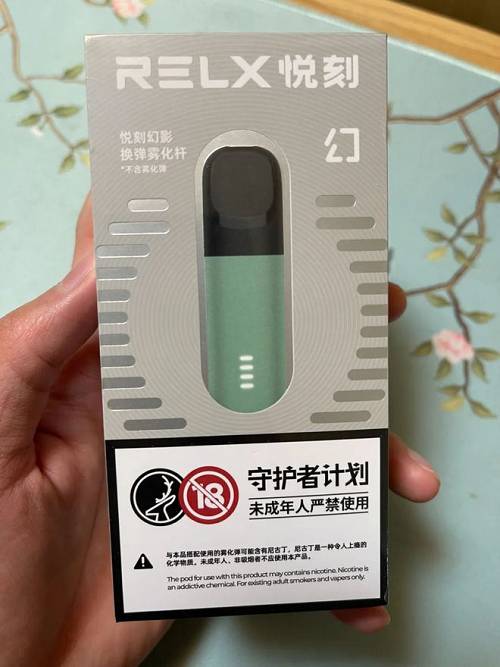 RELX 悦刻
悦刻幻影
换弹雾化杆
*不含雾化弹
幻
18
守护者计划
未成年人严禁使用
与本品搭配使用的雾化弹可能含有尼古丁，尼古丁是一种令人上瘾的
化学物质。未成年人、非吸烟者不应使用本产品。
The pod for use with this product may contains nicotine. Nicotine is
an addictive chemical. For existing adult smokers and vapers only.